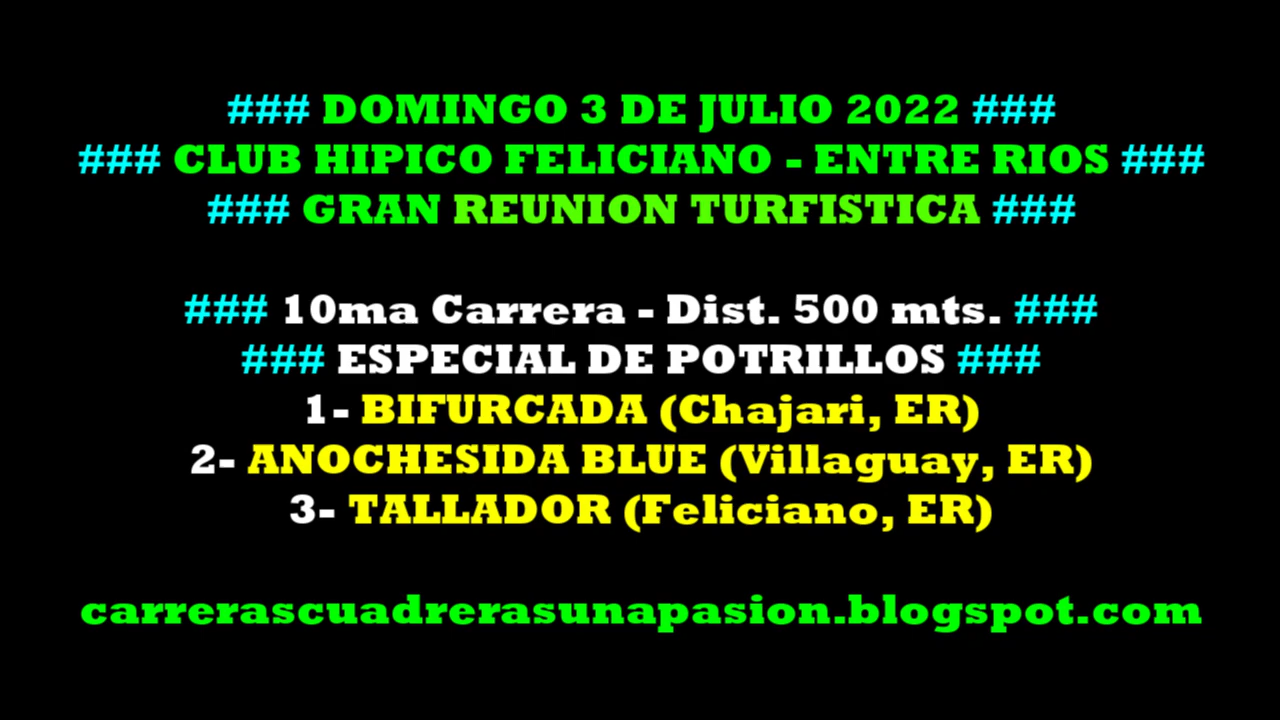 ### DOMINGO 3 DE JULIO 2022 ###
### CLUB HIPICO FELICIANO - ENTRE RIOS ###
### GRAN REUNION TURFISTICA ###
### 10ma Carrera - Dist. 500 mts. ###
### ESPECIAL DE POTRILLOS ###
1- BIFURCADA (Chajari, ER)
2- ANOCHESIDA BLUE (Villaguay, ER)
3- TALLADOR (Feliciano, ER)
carrerascuadrerasunapasion.blogspot.com